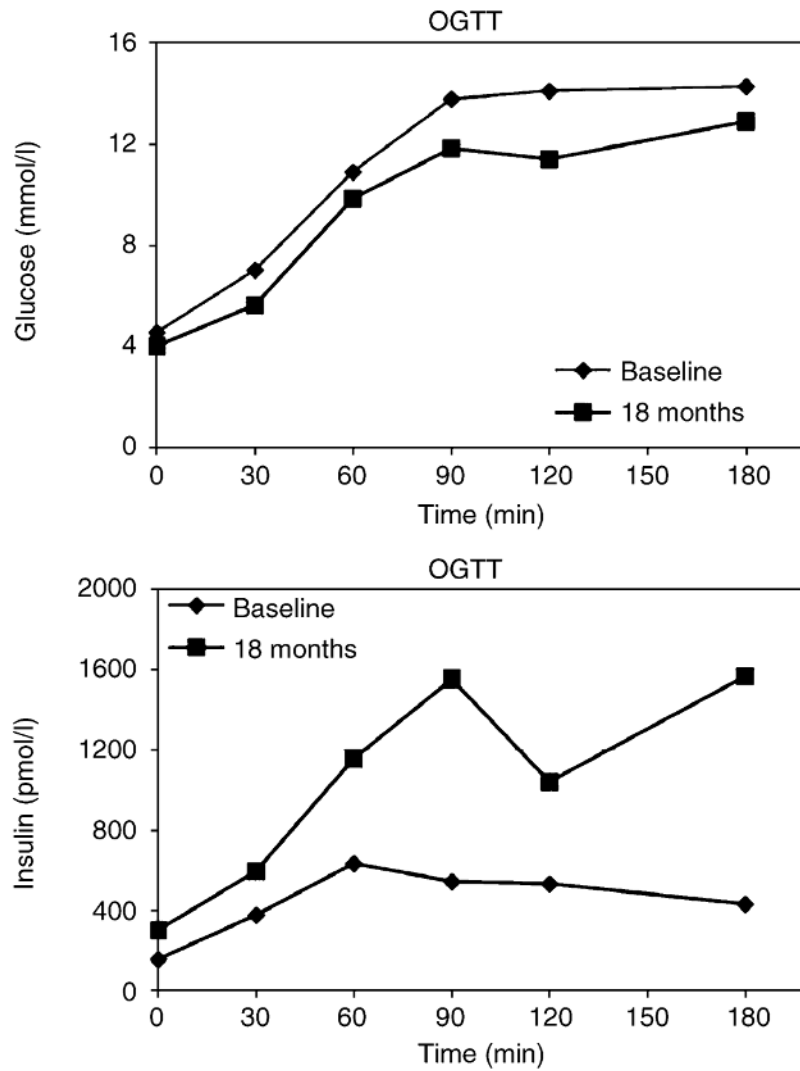 OGTT
16
12
8
4
0
Glucose (mmol/l)
Baseline
18 months
0 30 60 90 120 150 180
Time (min)
OGTT
2000
1600
1200
800
400
0
Insulin (pmol/l)
Baseline
18 months
0 30 60 90 120 150 180
Time (min)